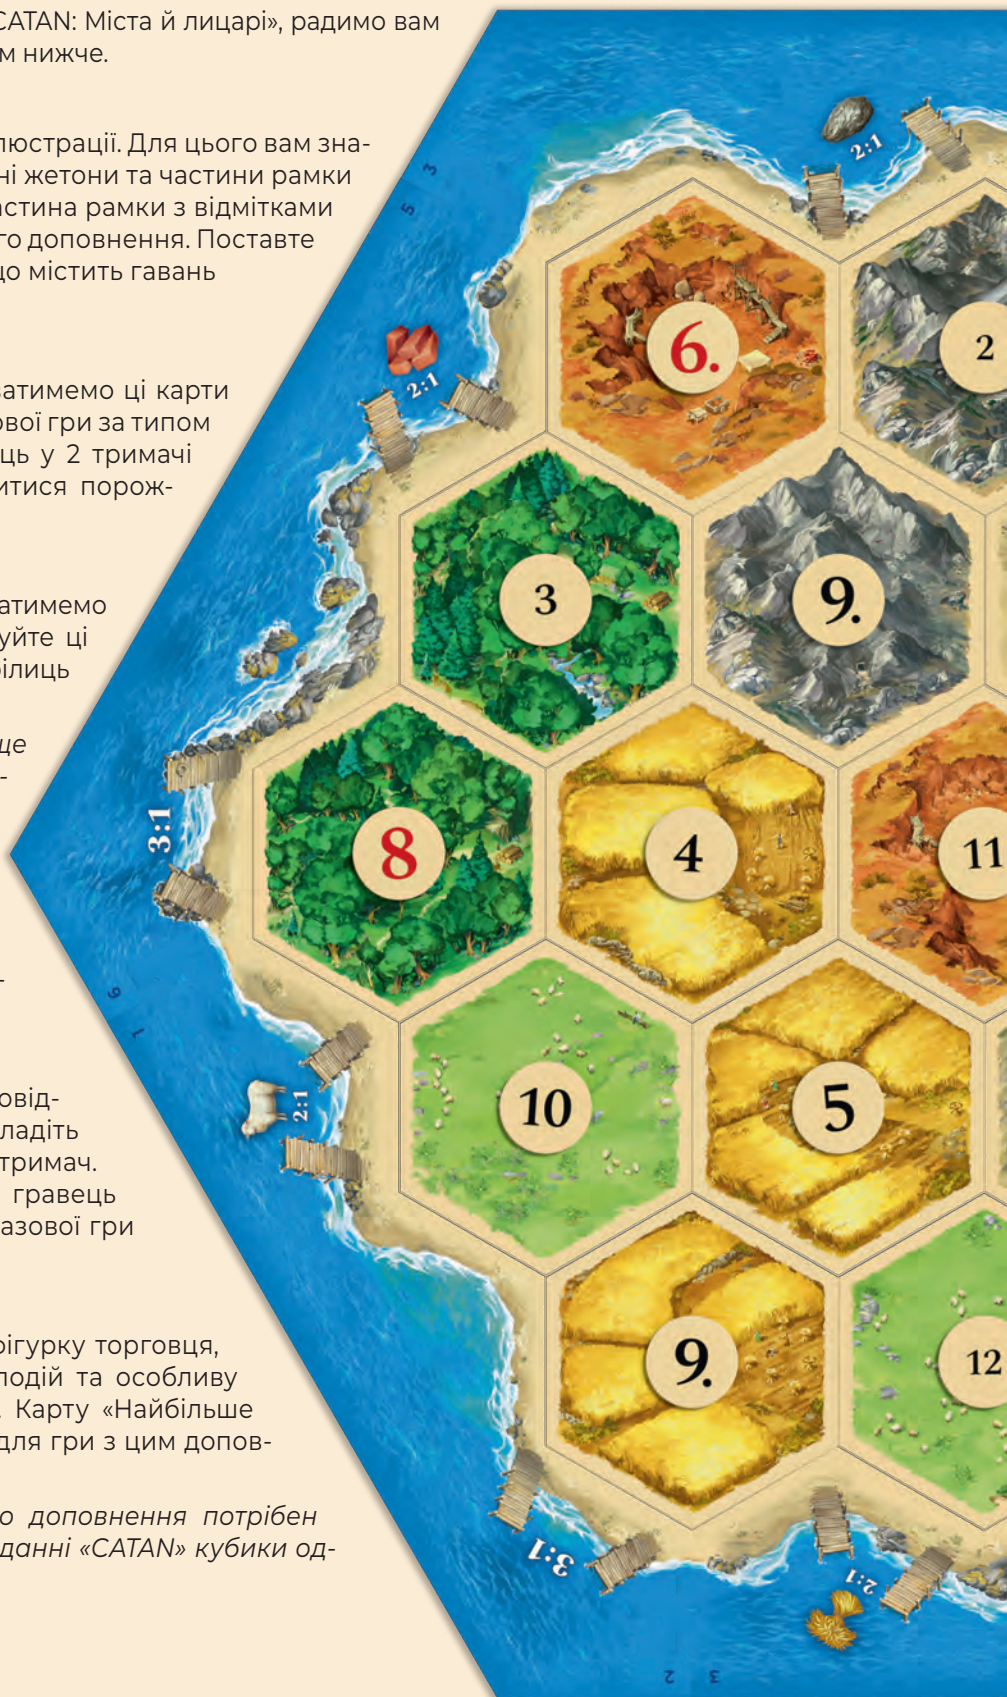 CATAN: Міста й лицарі», радимо вам
м нижче.
люстрації. Для цього вам зна-
ні жетони та частини рамки
астина рамки з відмітками
го доповнення. Поставте
що містить гавань
ватимемо ці карти
ової гри за типом
ць у 2 тримачі
итися порож-
атимемо
уйте ці
ілиць
ще
-
-
овід-
ладіть
тримач.
гравець
азової гри
фігурку торговця,
подій та особливу
. Карту «Найбільше
для гри з цим допов-
о доповнення потрібен
данні «CATAN» кубики од-
3
5
2:1
2:1
6.
2
3
9.
3:1
8
4
11
6
1
2:1
10
5
9.
12
3:1
2:1
2 3